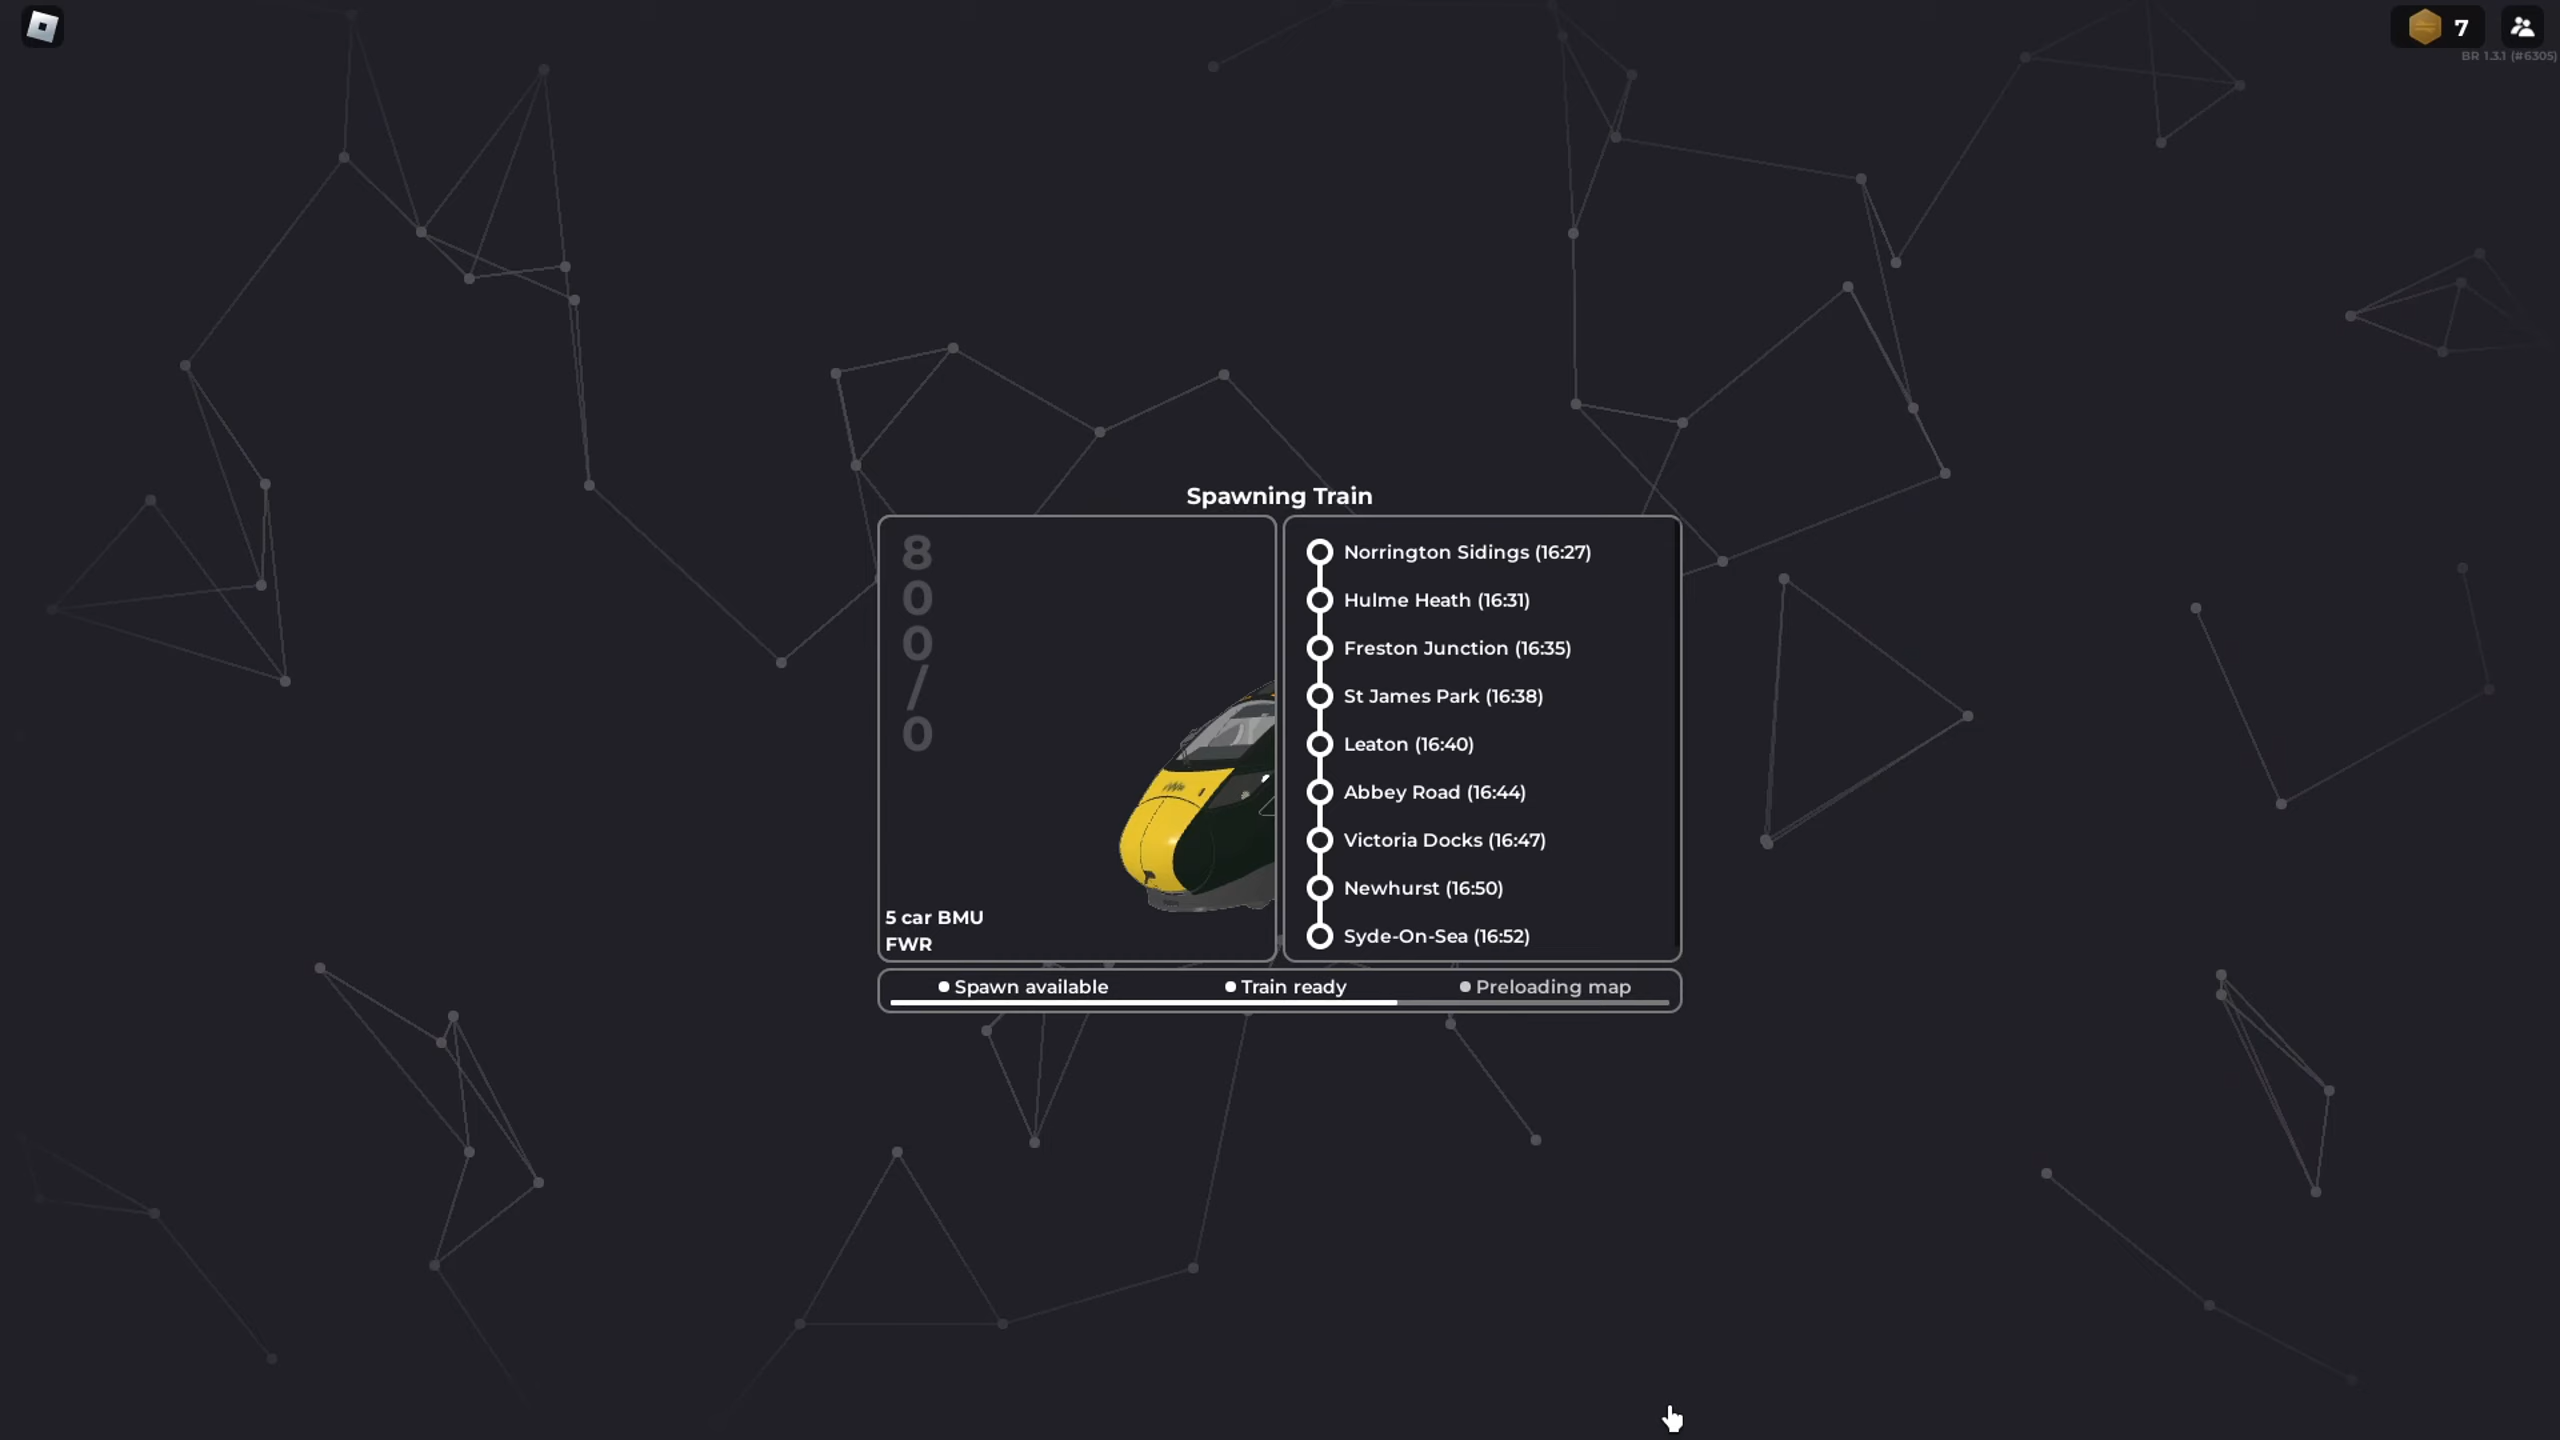 7
BR 1.3.1 (#6305)
Spawning Train
8
0
0
/
0
5 car BMU
FWR
Norrington Sidings (16:27)
Hulme Heath (16:31)
Freston Junction (16:35)
St James Park (16:38)
Leaton (16:40)
Abbey Road (16:44)
Victoria Docks (16:47)
Newhurst (16:50)
Syde-On-Sea (16:52)
Spawn available
Train ready
Preloading map